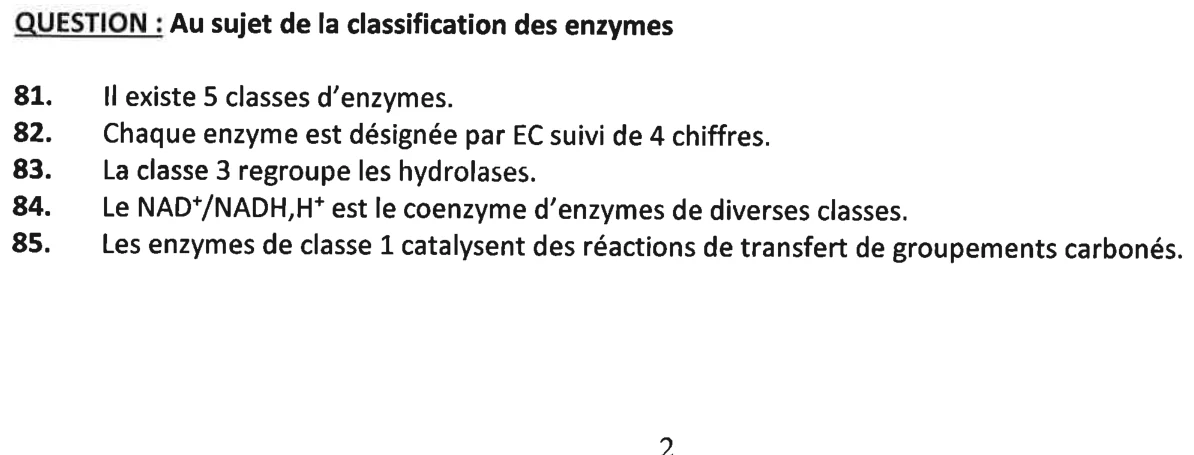 QUESTION : Au sujet de la classification des enzymes
81. Il existe 5 classes d'enzymes.
82. Chaque enzyme est désignée par EC suivi de 4 chiffres.
83. La classe 3 regroupe les hydrolases.
84. Le NAD⁺/NADH,H⁺ est le coenzyme d'enzymes de diverses classes.
85. Les enzymes de classe 1 catalysent des réactions de transfert de groupements carbonés.
2